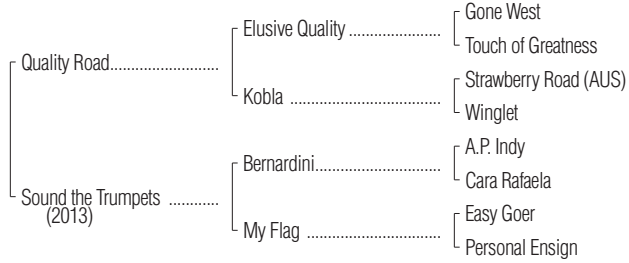 Gone West
Elusive Quality ......................
Touch of Greatness
Quality Road..........................
Strawberry Road (AUS)
Kobla ....................................
Winglet
A.P. Indy
Bernardini..............................
Cara Rafaela
Sound the Trumpets ............
(2013)
Easy Goer
My Flag ................................
Personal Ensign